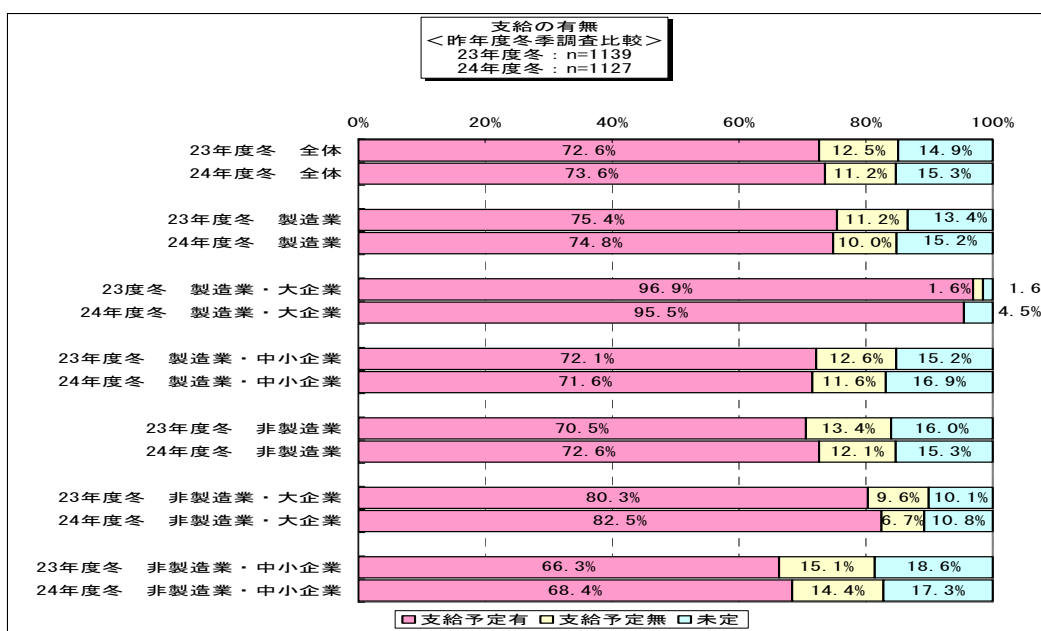 支給の有無
＜昨年度冬季調査比較＞
23年度冬：n=1139
24年度冬：n=1127
0% 20% 40% 60% 80% 100%
23年度冬 全体 72.6% 12.5% 14.9%
24年度冬 全体 73.6% 11.2% 15.3%
23年度冬 製造業 75.4% 11.2% 13.4%
24年度冬 製造業 74.8% 10.0% 15.2%
23度冬 製造業・大企業 96.9% 1.6% 1.6
24年度冬 製造業・大企業 95.5% 4.5%
23年度冬 製造業・中小企業 72.1% 12.6% 15.2%
24年度冬 製造業・中小企業 71.6% 11.6% 16.9%
23年度冬 非製造業 70.5% 13.4% 16.0%
24年度冬 非製造業 72.6% 12.1% 15.3%
23年度冬 非製造業・大企業 80.3% 9.6% 10.1%
24年度冬 非製造業・大企業 82.5% 6.7% 10.8%
23年度冬 非製造業・中小企業 66.3% 15.1% 18.6%
24年度冬 非製造業・中小企業 68.4% 14.4% 17.3%
支給予定有 支給予定無 未定